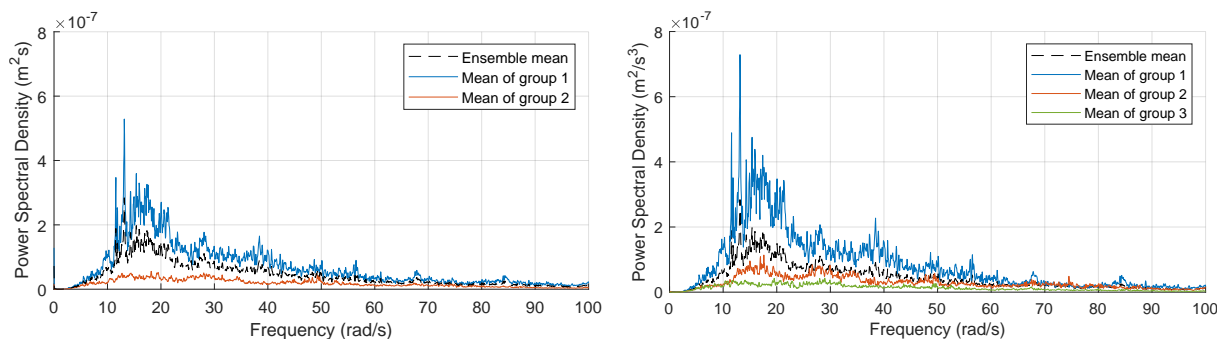 ×10⁻⁷
8
6
4
2
0
Power Spectral Density (m²s)
0 10 20 30 40 50 60 70 80 90 100
Frequency (rad/s)
Ensemble mean
Mean of group 1
Mean of group 2
×10⁻⁷
8
6
4
2
0
Power Spectral Density (m²/s³)
0 10 20 30 40 50 60 70 80 90 100
Frequency (rad/s)
Ensemble mean
Mean of group 1
Mean of group 2
Mean of group 3